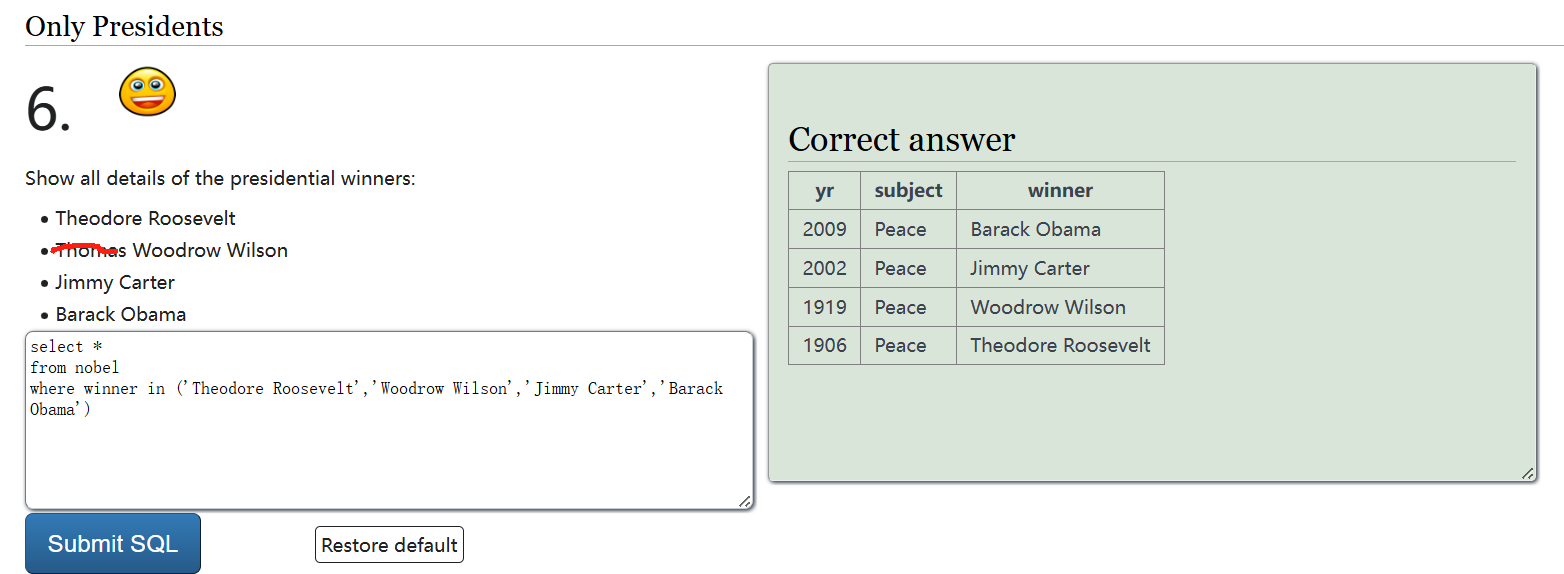 Only Presidents
6.
Show all details of the presidential winners:
• Theodore Roosevelt
• Thomas Woodrow Wilson
• Jimmy Carter
• Barack Obama
select *
from nobel
where winner in ('Theodore Roosevelt','Woodrow Wilson','Jimmy Carter','Barack
Obama')
Submit SQL
Restore default
Correct answer
yr subject winner
2009 Peace Barack Obama
2002 Peace Jimmy Carter
1919 Peace Woodrow Wilson
1906 Peace Theodore Roosevelt